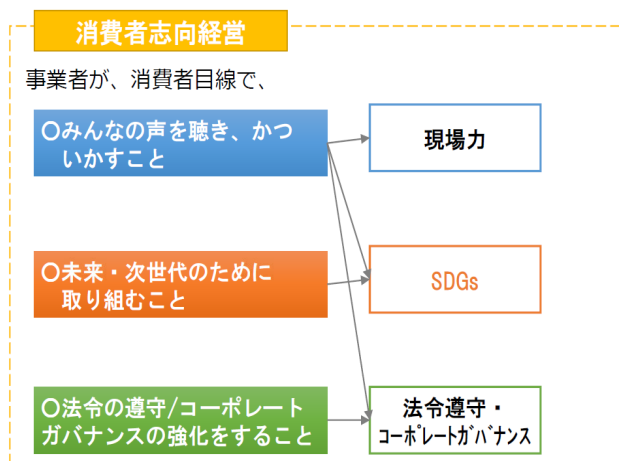 消費者志向経営
事業者が、消費者目線で、
〇みんなの声を聴き、かつ
いかすこと
現場力
〇未来・次世代のために
取り組むこと
SDGs
〇法令の遵守/コーポレート
ガバナンスの強化をすること
法令遵守・
ｺｰﾎﾟﾚｰﾄｶﾞﾊﾞﾅﾝｽ